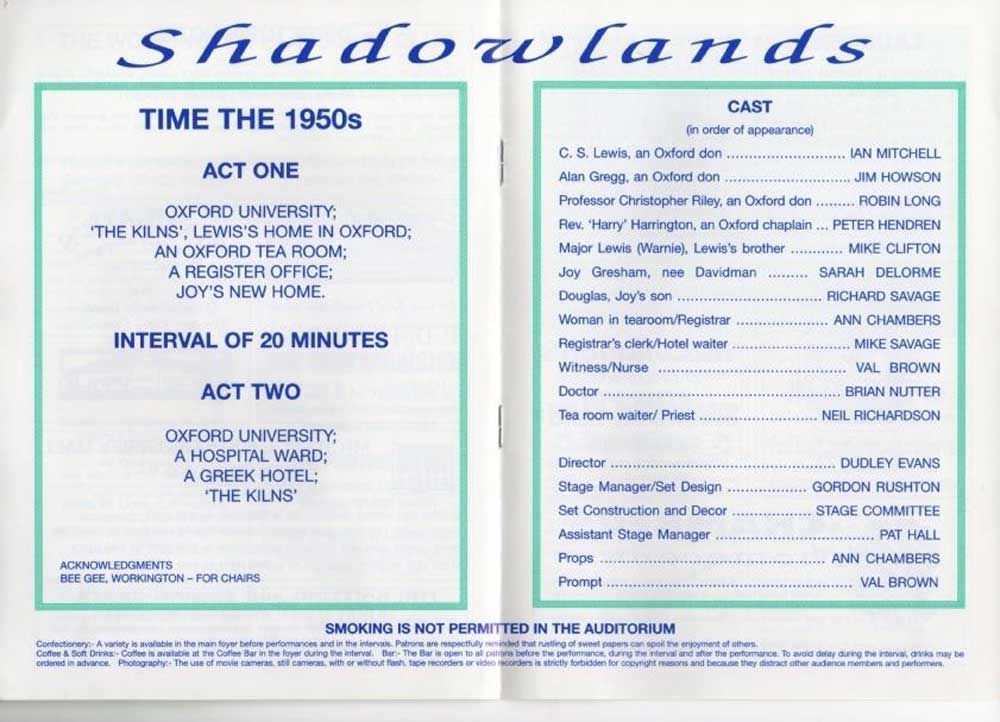 Shadowlands
TIME THE 1950s
ACT ONE
OXFORD UNIVERSITY;
'THE KILNS', LEWIS'S HOME IN OXFORD;
AN OXFORD TEA ROOM;
A REGISTER OFFICE;
JOY'S NEW HOME.
INTERVAL OF 20 MINUTES
ACT TWO
OXFORD UNIVERSITY;
A HOSPITAL WARD;
A GREEK HOTEL;
'THE KILNS'
ACKNOWLEDGMENTS
BEE GEE, WORKINGTON – FOR CHAIRS
CAST
(in order of appearance)
C. S. Lewis, an Oxford don .......................... IAN MITCHELL
Alan Gregg, an Oxford don ............................ JIM HOWSON
Professor Christopher Riley, an Oxford don ......... ROBIN LONG
Rev. 'Harry' Harrington, an Oxford chaplain ... PETER HENDREN
Major Lewis (Warnie), Lewis's brother ........... MIKE CLIFTON
Joy Gresham, nee Davidman ......... SARAH DELORME
Douglas, Joy's son ................................ RICHARD SAVAGE
Woman in tearoom/Registrar .................... ANN CHAMBERS
Registrar's clerk/Hotel waiter ........................... MIKE SAVAGE
Witness/Nurse ......................................... VAL BROWN
Doctor .................................................... BRIAN NUTTER
Tea room waiter/ Priest .......................... NEIL RICHARDSON
Director .................................................. DUDLEY EVANS
Stage Manager/Set Design ................. GORDON RUSHTON
Set Construction and Decor ................. STAGE COMMITTEE
Assistant Stage Manager ................................... PAT HALL
Props ................................................. ANN CHAMBERS
Prompt ..................................................... VAL BROWN
SMOKING IS NOT PERMITTED IN THE AUDITORIUM
Confectionery:- A variety is available in the main foyer before performances and in the intervals. Patrons are respectfully reminded that rustling of sweet papers can spoil the enjoyment of others.
Coffee & Soft Drinks:- Coffee is available at the Coffee Bar in the foyer during the interval. Bar:- The Bar is open to all patrons before the performance, during the interval and after the performance. To avoid delay during the interval, drinks may be
ordered in advance. Photography:- The use of movie cameras, still cameras, with or without flash, tape recorders or video recorders is strictly forbidden for copyright reasons and because they distract other audience members and performers.